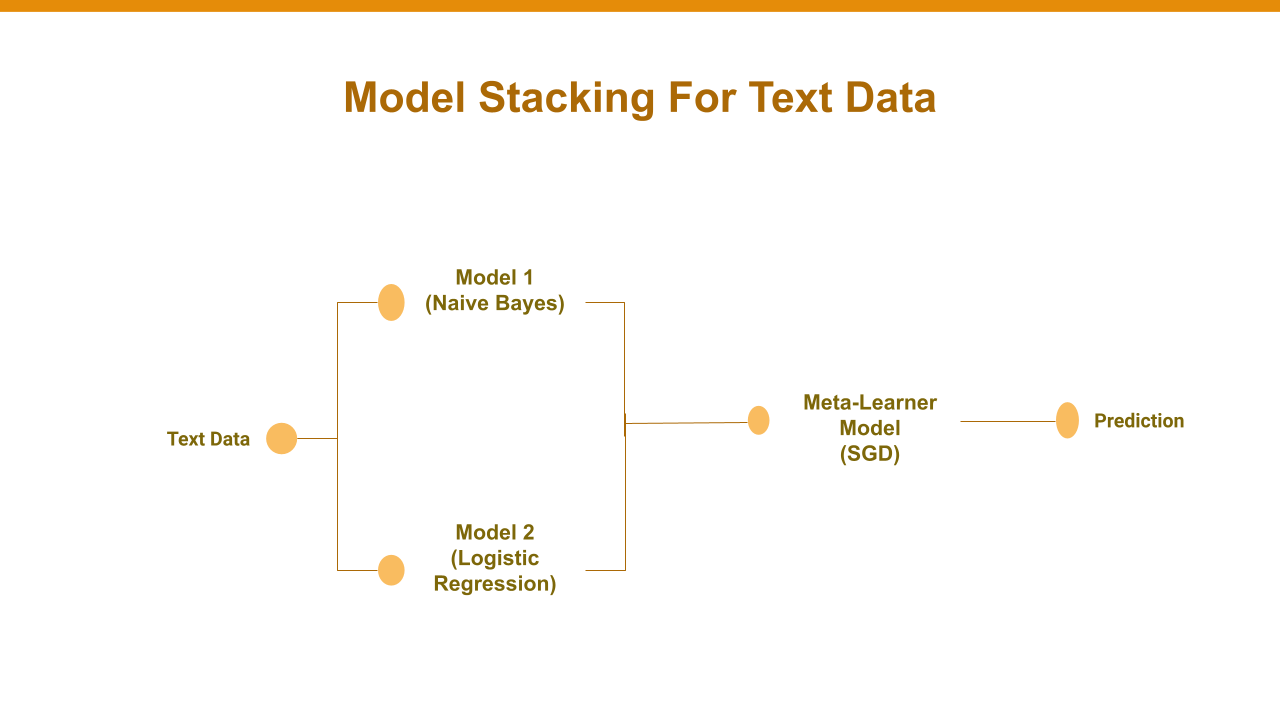 Model Stacking For Text Data
Model 1
(Naive Bayes)
Text Data
Model 2
(Logistic
Regression)
Meta-Learner
Model
(SGD)
Prediction